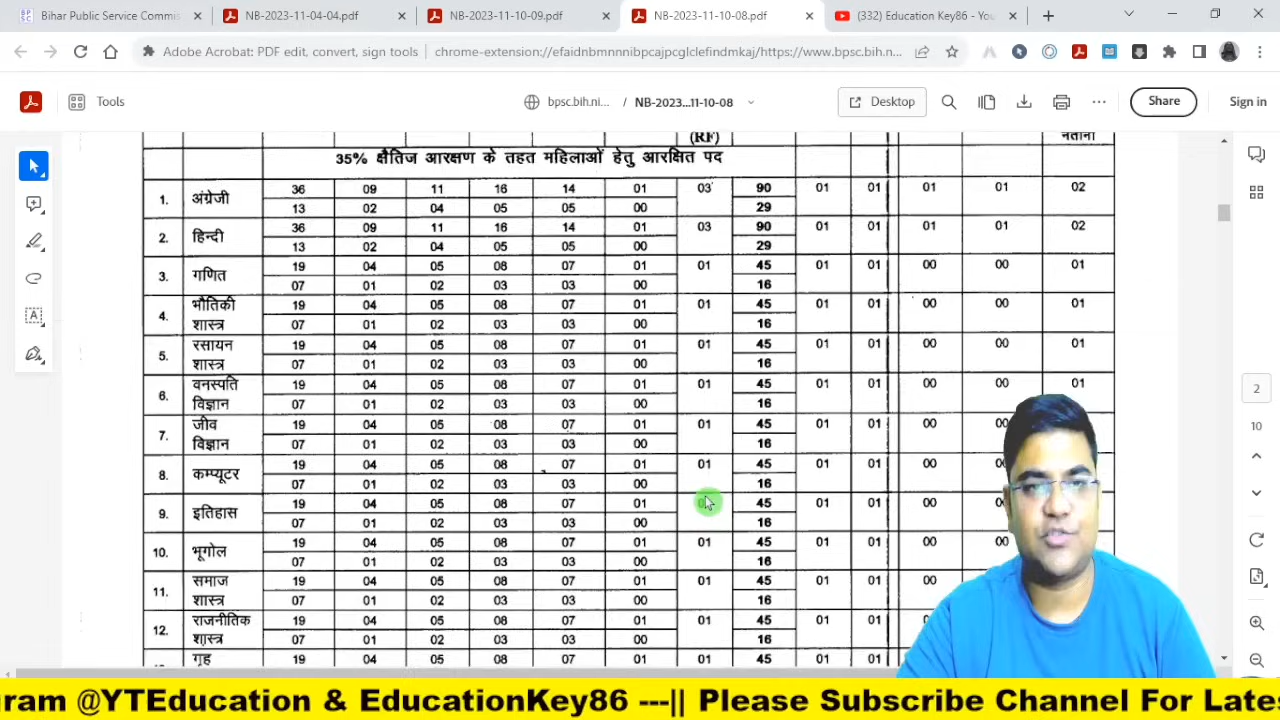 Bihar Public Service Commis
NB-2023-11-04-04.pdf
NB-2023-11-10-09.pdf
NB-2023-11-10-08.pdf
(332) Education Key86 - You
Adobe Acrobat: PDF edit, convert, sign tools
chrome-extension://efaidnbmnnnibpcajpcglclefindmkaj/https://www.bpsc.bih.n...
Tools
bpsc.bih.ni... / NB-2023...11-10-08
Desktop
Share
Sign in
(RF)
35% क्षैतिज आरक्षण के तहत महिलाओं हेतु आरक्षित पद
1. अंग्रेजी 36 09 11 16 14 01 03 90 01 01 01 01 02
13 02 04 05 05 00 29
2. हिन्दी 36 09 11 16 14 01 03 90 01 01 01 01 02
13 02 04 05 05 00 29
3. गणित 19 04 05 08 07 01 01 45 01 01 00 00 01
07 01 02 03 03 00 16
4. भौतिकी 19 04 05 08 07 01 01 45 01 01 00 00 01
शास्त्र 07 01 02 03 03 00 16
5. रसायन 19 04 05 08 07 01 01 45 01 01 00 00 01
शास्त्र 07 01 02 03 03 00 16
6. वनस्पति 19 04 05 08 07 01 01 45 01 01 00 00 01
विज्ञान 07 01 02 03 03 00 16
7. जीव 19 04 05 08 07 01 01 45 01 01 00 00
विज्ञान 07 01 02 03 03 00 16
8. कम्प्यूटर 19 04 05 08 07 01 01 45 01 01 00
07 01 02 03 03 00 16
9. इतिहास 19 04 05 08 07 01 45 01 01 00
07 01 02 03 03 00 16
10. भूगोल 19 04 05 08 07 01 01 45 01 01 00
07 01 02 03 03 00 16
11. समाज 19 04 05 08 07 01 01 45 01 01 00
शास्त्र 07 01 02 03 03 00 16
12. राजनीतिक 19 04 05 08 07 01 01 45 01 01
शास्त्र 07 01 02 03 03 00 16
गृह 19 04 05 08 07 01 01 45 01 01
2
10
gram @YTEducation & EducationKey86 ---|| Please Subscribe Channel For Lates